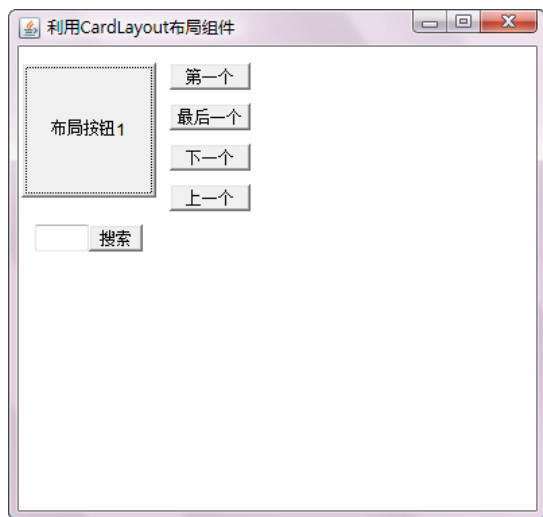 利用CardLayout布局组件
布局按钮1
第一个
最后一个
下一个
上一个
搜索